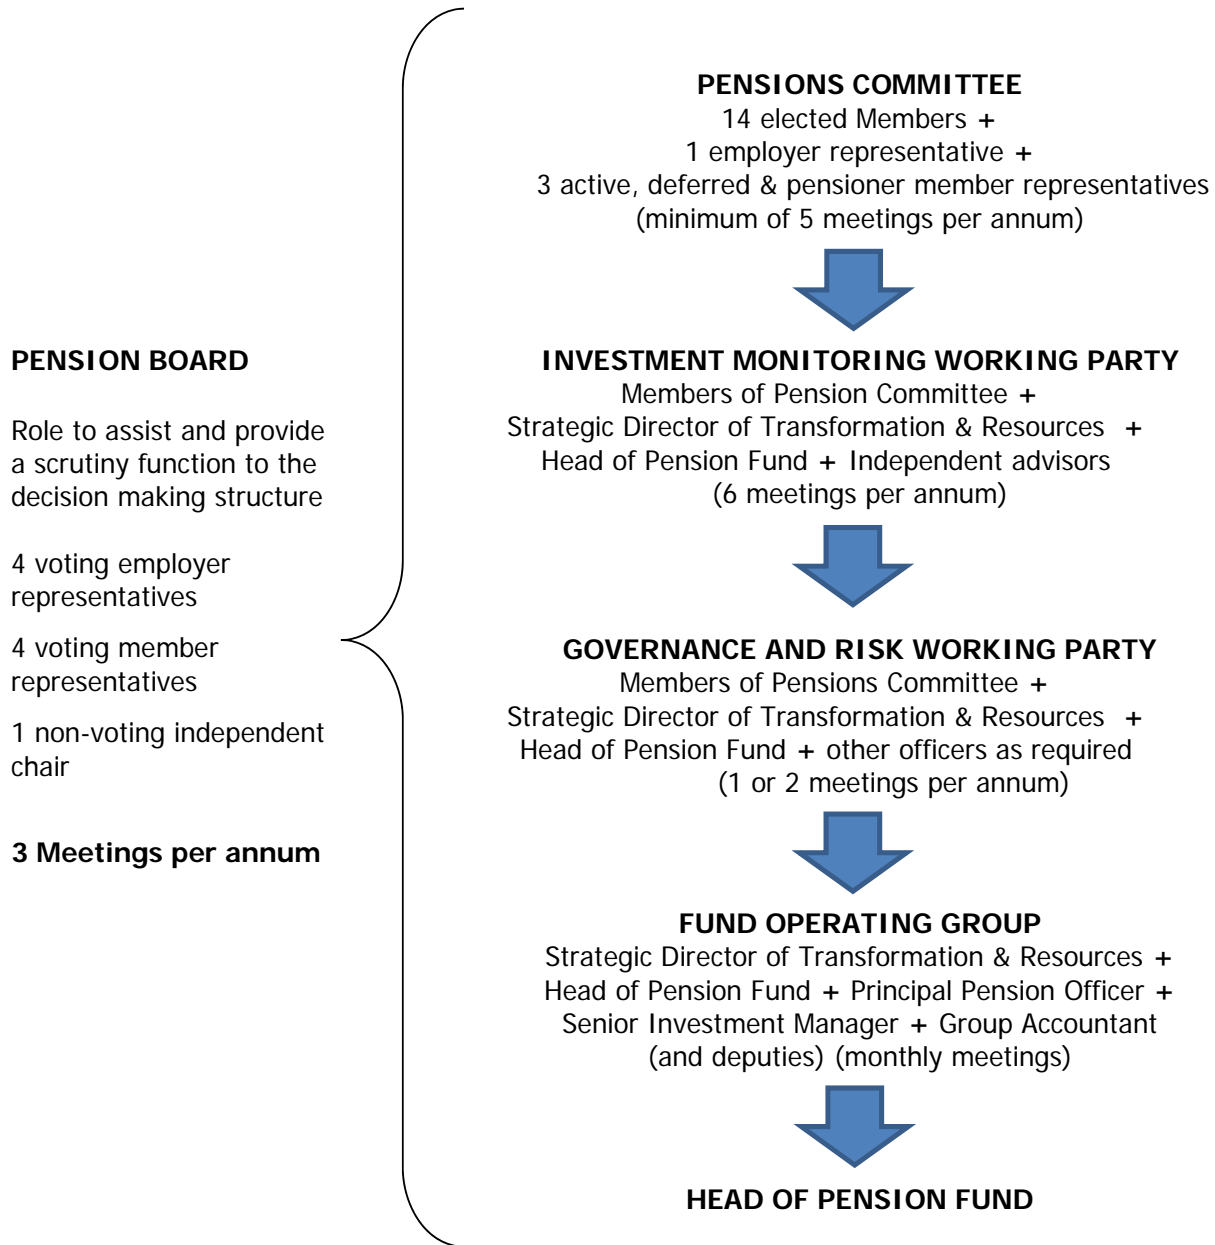 PENSIONS COMMITTEE
14 elected Members +
1 employer representative +
3 active, deferred & pensioner member representatives
(minimum of 5 meetings per annum)
PENSION BOARD
Role to assist and provide
a scrutiny function to the
decision making structure
4 voting employer
representatives
4 voting member
representatives
1 non-voting independent
chair
3 Meetings per annum
INVESTMENT MONITORING WORKING PARTY
Members of Pension Committee +
Strategic Director of Transformation & Resources +
Head of Pension Fund + Independent advisors
(6 meetings per annum)
GOVERNANCE AND RISK WORKING PARTY
Members of Pensions Committee +
Strategic Director of Transformation & Resources +
Head of Pension Fund + other officers as required
(1 or 2 meetings per annum)
FUND OPERATING GROUP
Strategic Director of Transformation & Resources +
Head of Pension Fund + Principal Pension Officer +
Senior Investment Manager + Group Accountant
(and deputies) (monthly meetings)
HEAD OF PENSION FUND